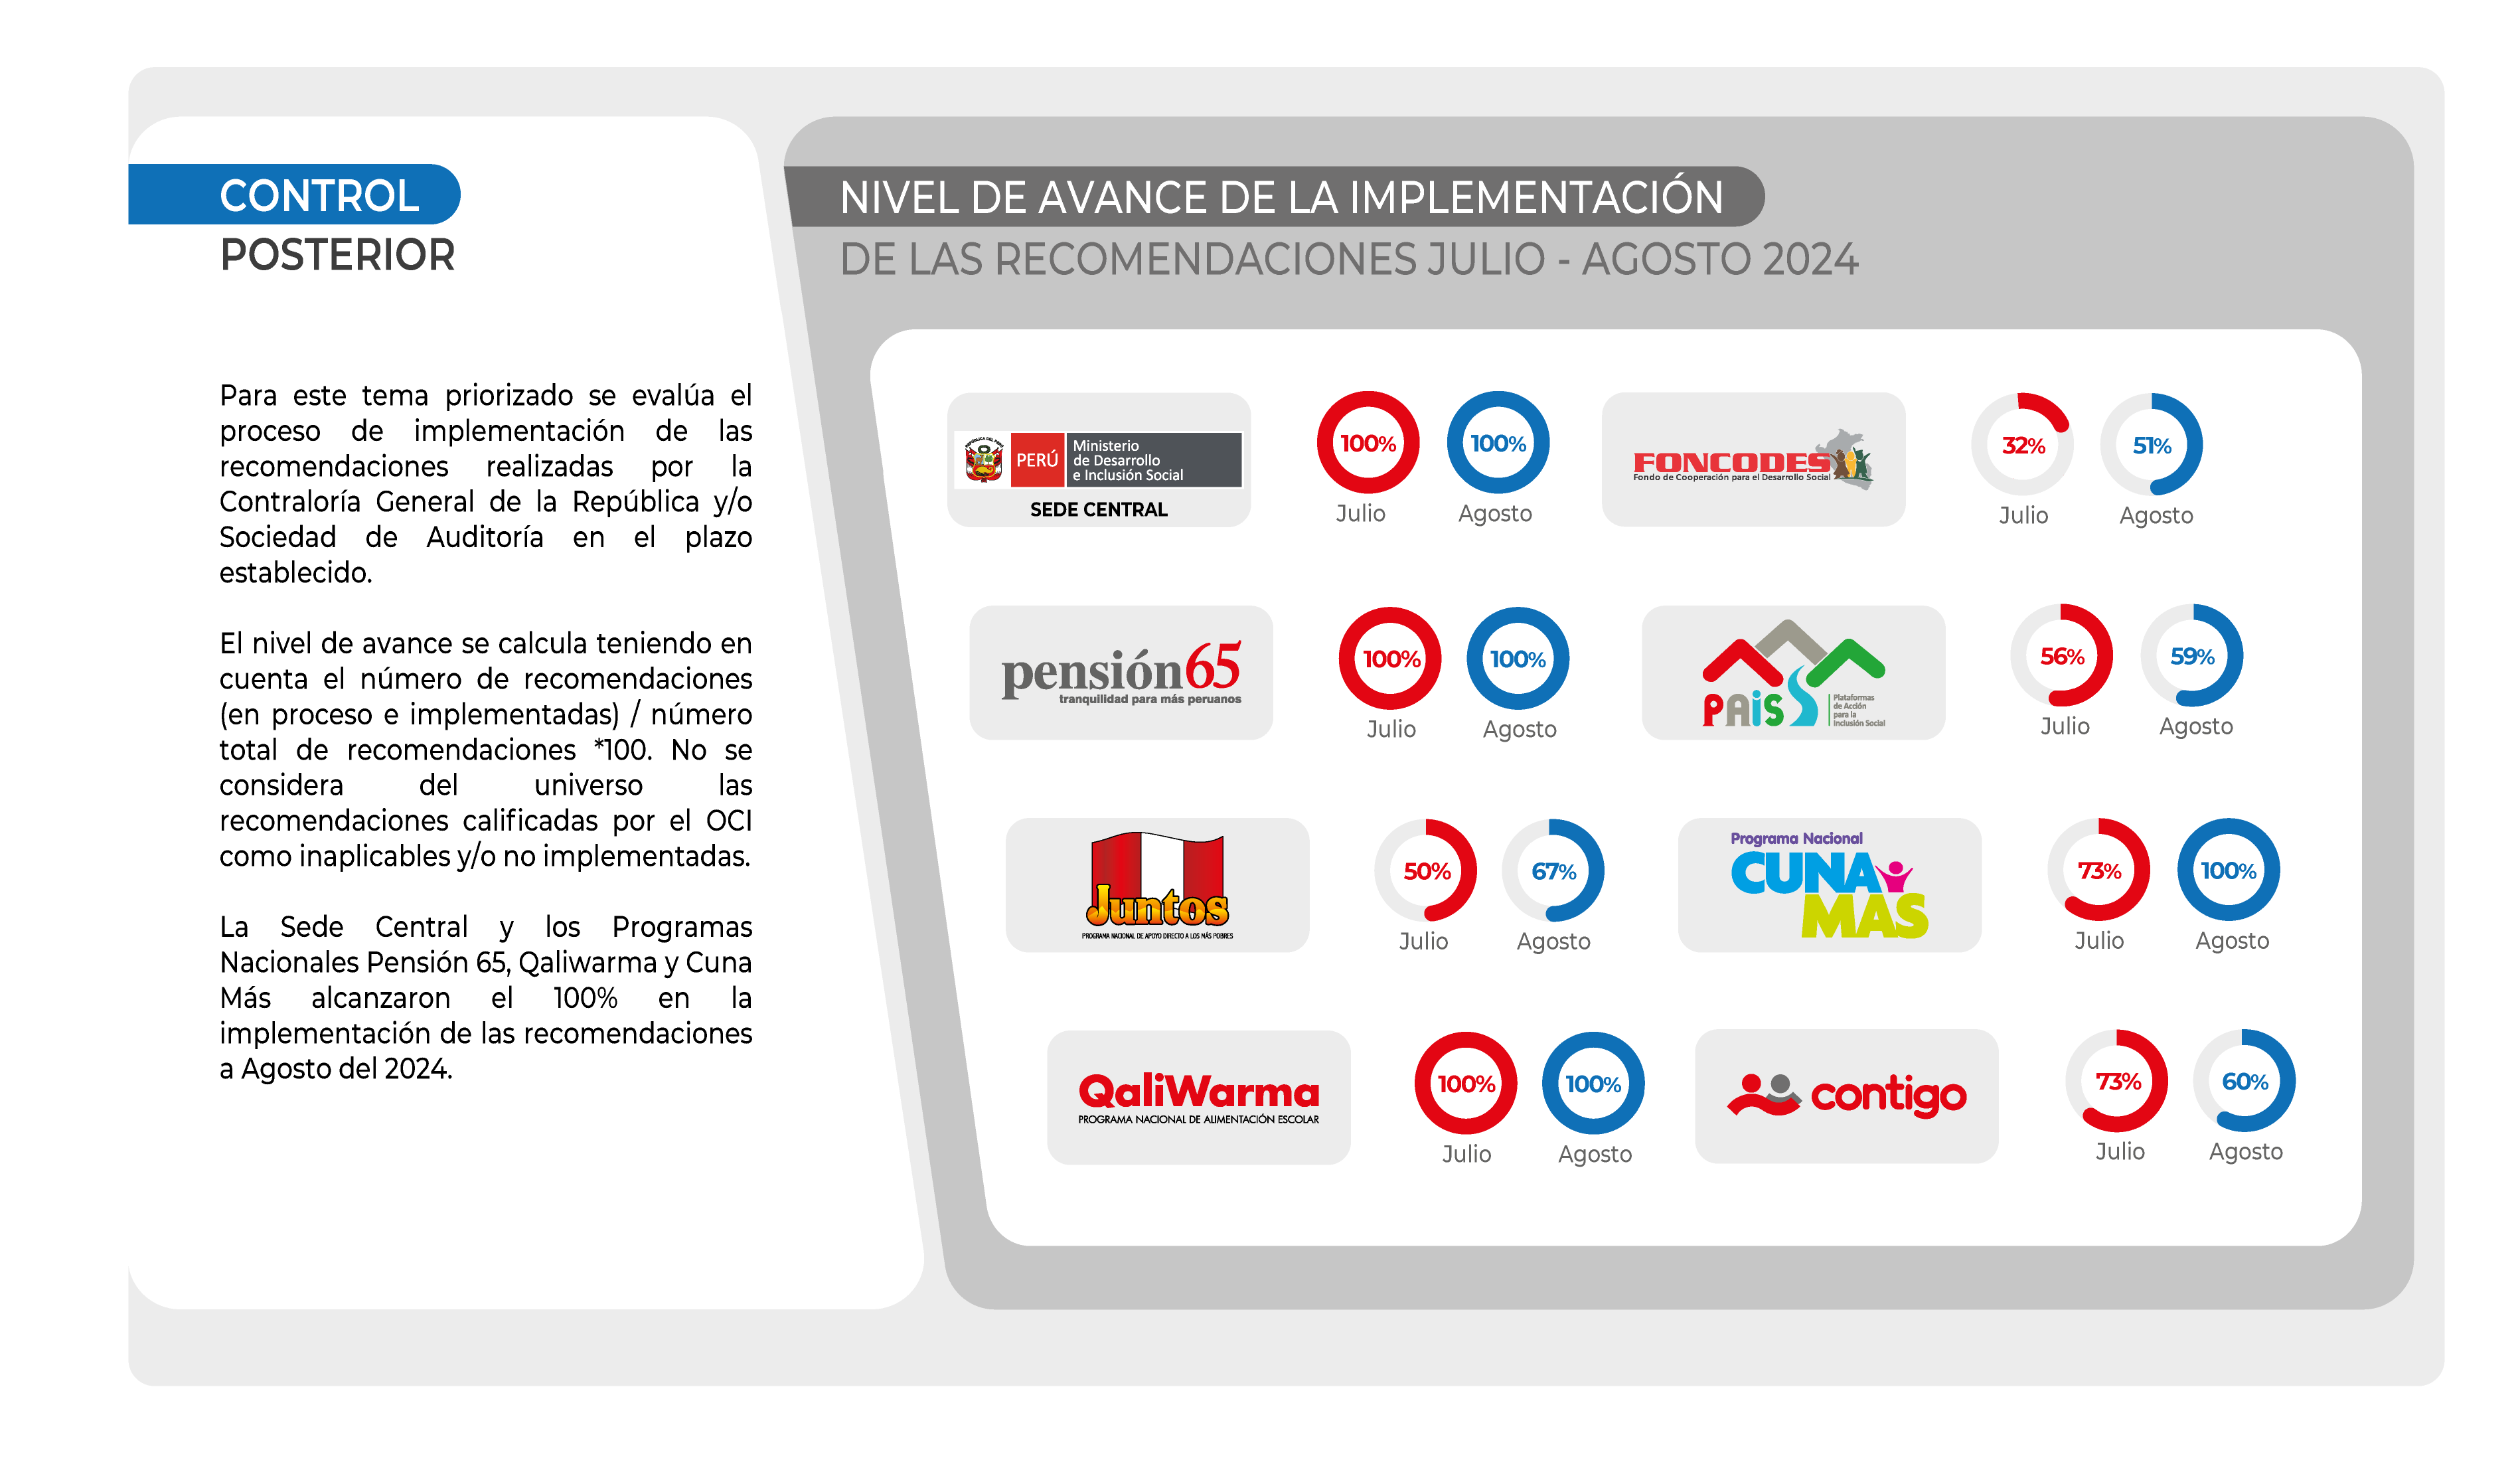 CONTROL
POSTERIOR
Para este tema priorizado se evalúa el
proceso de implementación de las
recomendaciones realizadas por la
Contraloría General de la República y/o
Sociedad de Auditoría en el plazo
establecido.
El nivel de avance se calcula teniendo en
cuenta el número de recomendaciones
(en proceso e implementadas) / número
total de recomendaciones *100. No se
considera del universo las
recomendaciones calificadas por el OCI
como inaplicables y/o no implementadas.
La Sede Central y los Programas
Nacionales Pensión 65, Qaliwarma y Cuna
Más alcanzaron el 100% en la
implementación de las recomendaciones
a Agosto del 2024.
NIVEL DE AVANCE DE LA IMPLEMENTACIÓN
DE LAS RECOMENDACIONES JULIO - AGOSTO 2024
REPÚBLICA DEL PERÚ
PERÚ
Ministerio
de Desarrollo
e Inclusión Social
SEDE CENTRAL
100% 100%
Julio Agosto
FONCODES
Fondo de Cooperación para el Desarrollo Social
32% 51%
Julio Agosto
pensión65
tranquilidad para más peruanos
100% 100%
Julio Agosto
PAiS
Plataformas
de Acción
para la
Inclusión Social
56% 59%
Julio Agosto
Juntos
PROGRAMA NACIONAL DE APOYO DIRECTO A LOS MÁS POBRES
50% 67%
Julio Agosto
Programa Nacional
CUNA
MAS
73% 100%
Julio Agosto
QaliWarma
PROGRAMA NACIONAL DE ALIMENTACIÓN ESCOLAR
100% 100%
Julio Agosto
contigo
73% 60%
Julio Agosto